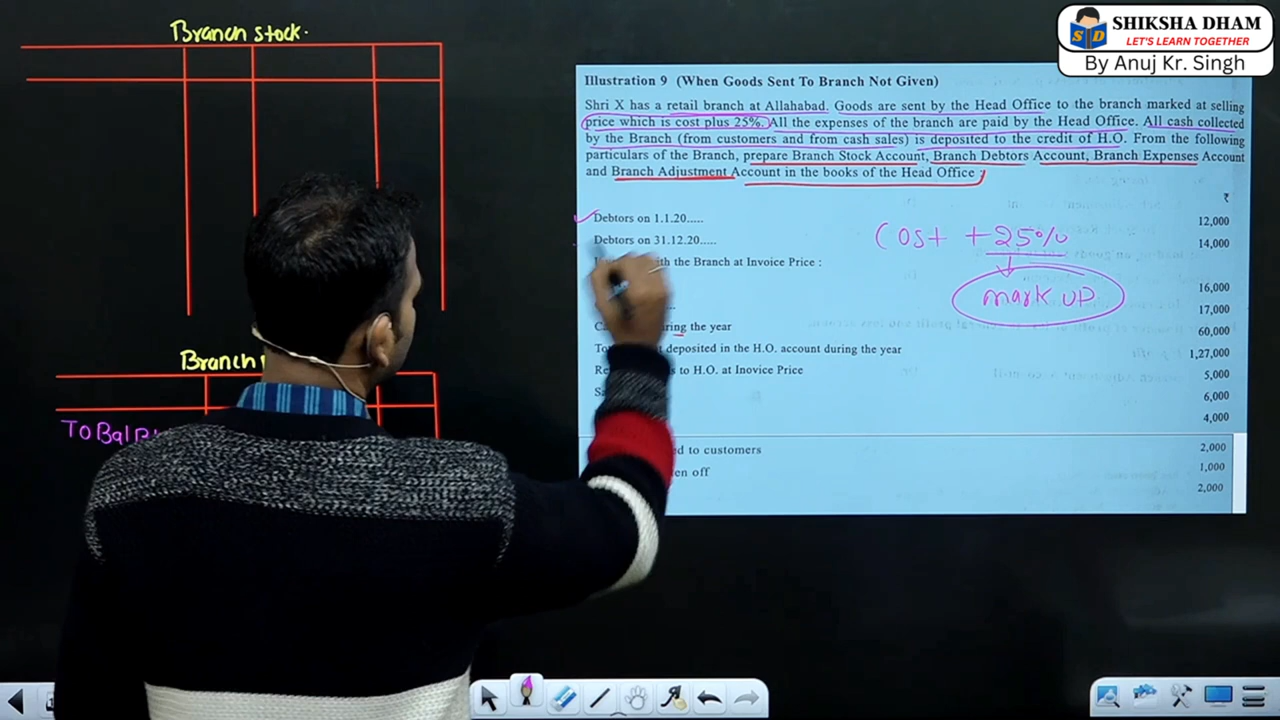 SHIKSHA DHAM
LET'S LEARN TOGETHER
By Anuj Kr. Singh
Branch stock.
Illustration 9 (When Goods Sent To Branch Not Given)
Shri X has a retail branch at Allahabad. Goods are sent by the Head Office to the branch marked at selling
price which is cost plus 25%. All the expenses of the branch are paid by the Head Office. All cash collected
by the Branch (from customers and from cash sales) is deposited to the credit of H.O. From the following
particulars of the Branch, prepare Branch Stock Account, Branch Debtors Account, Branch Expenses Account
and Branch Adjustment Account in the books of the Head Office :
₹
Debtors on 1.1.20..... 12,000
Debtors on 31.12.20..... 14,000
with the Branch at Invoice Price :
16,000
17,000
the year 60,000
deposited in the H.O. account during the year 1,27,000
to H.O. at Inovice Price 5,000
6,000
4,000
to customers 2,000
off 1,000
2,000
Cost + 25%
mark UP
Branch
To Bal